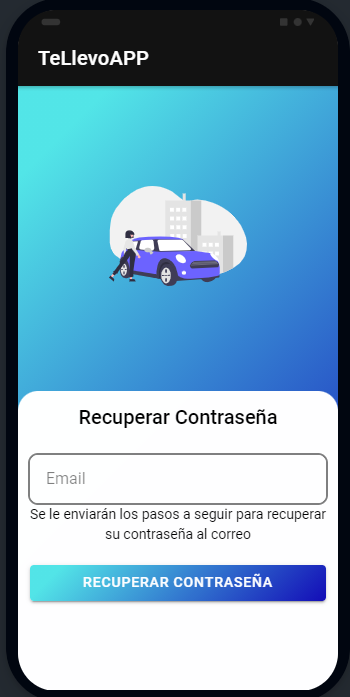 TeLlevoAPP
Recuperar Contraseña
Email
Se le enviarán los pasos a seguir para recuperar
su contraseña al correo
RECUPERAR CONTRASEÑA